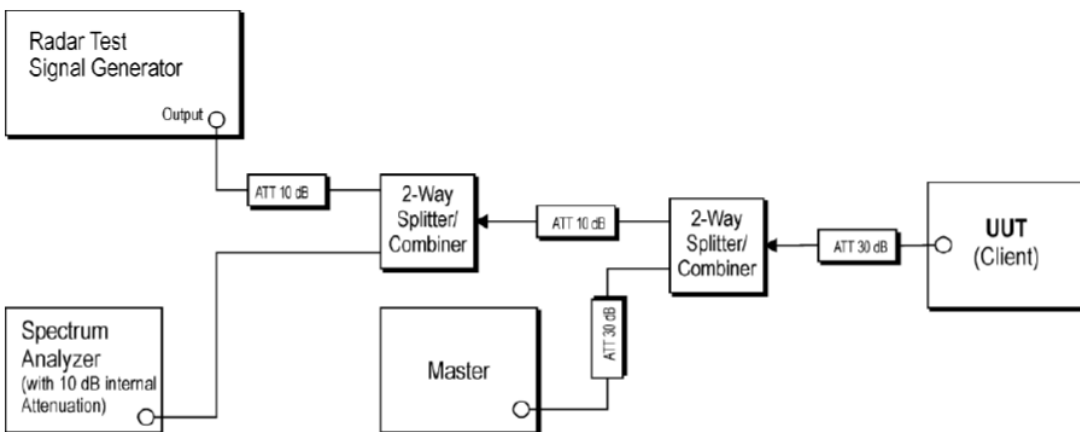 Radar Test
Signal Generator
Output
ATT 10 dB
2-Way
Splitter/
Combiner
ATT 10 dB
2-Way
Splitter/
Combiner
ATT 30 dB
UUT
(Client)
Spectrum
Analyzer
(with 10 dB internal
Attenuation)
Master
ATT 30 dB